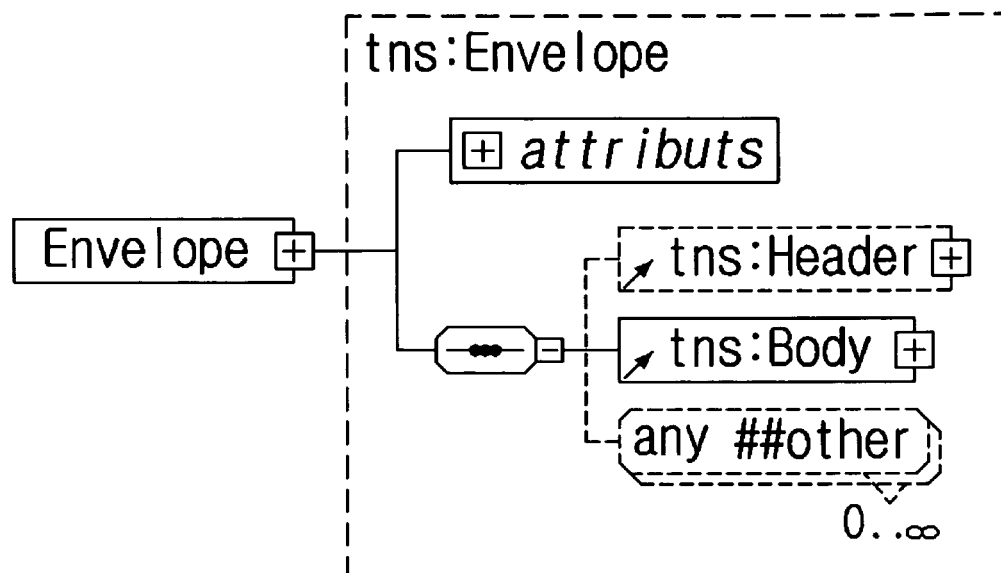 tns:Envelope
attributs
Envelope
tns:Header
tns:Body
any ##other
0..∞